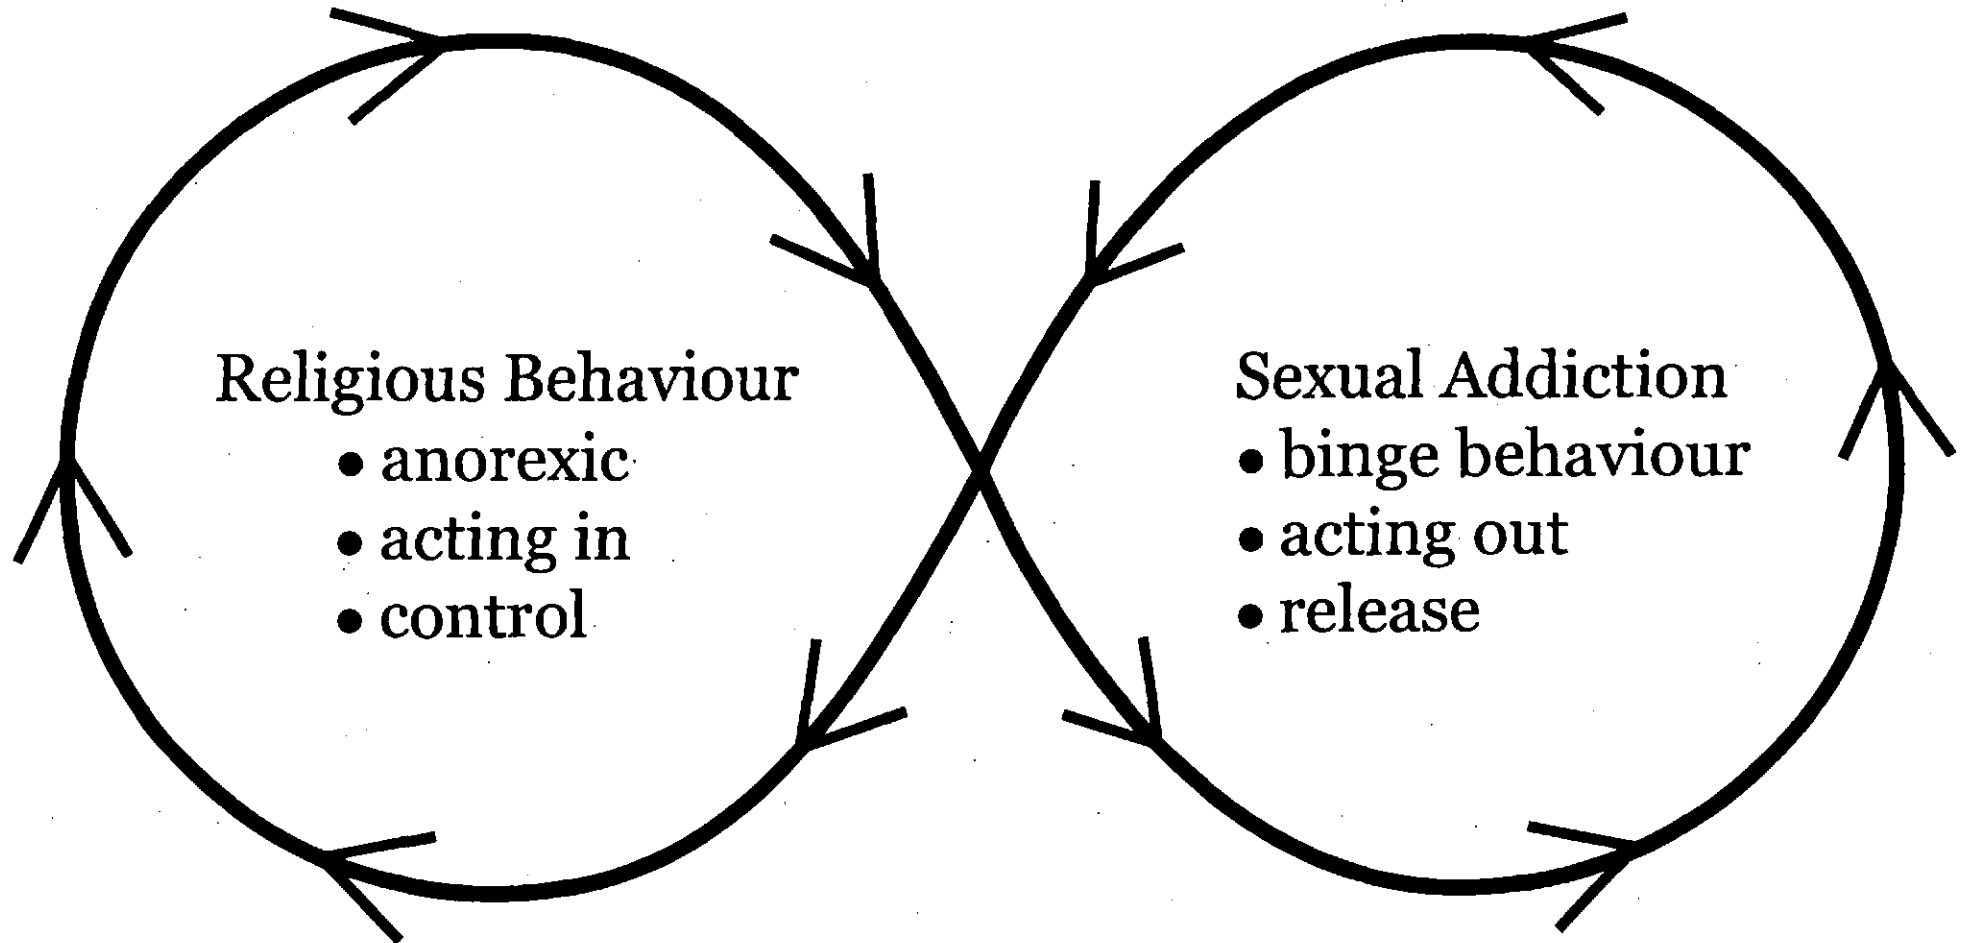 Religious Behaviour
• anorexic
• acting in
• control
Sexual Addiction
• binge behaviour
• acting out
• release